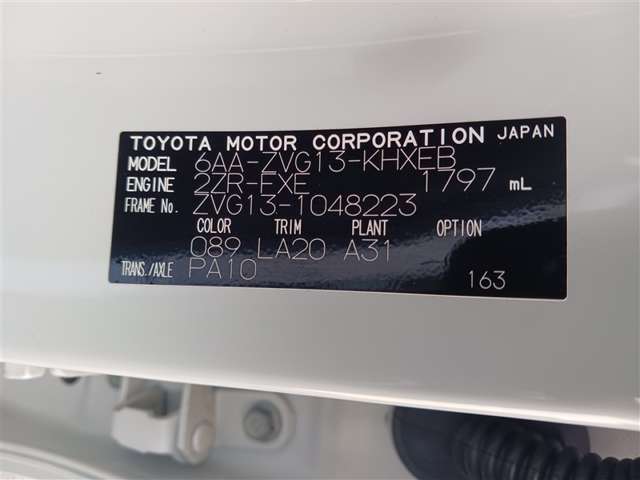 TOYOTA MOTOR CORPORATION JAPAN
MODEL 6AA-ZVG13-KHXEB
ENGINE 2ZR-FXE 1797 mL
FRAME No. ZVG13-1048223
COLOR TRIM PLANT OPTION
089 LA20 A31
TRANS./AXLE PA10
163